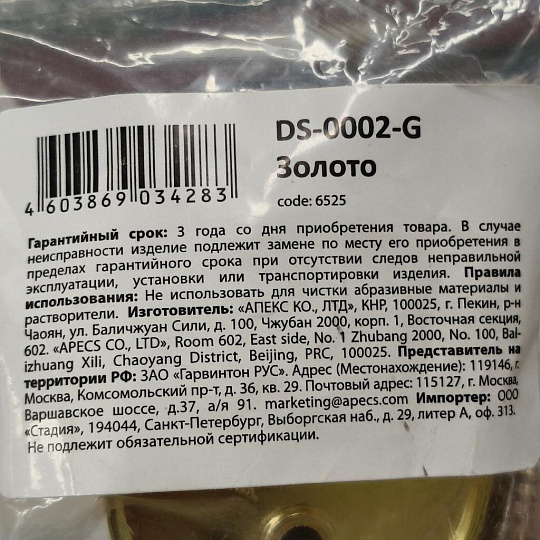 DS-0002-G
Золото
code: 6525
4 603869 034283
Гарантийный срок: 3 года со дня приобретения товара. В случае
неисправности изделие подлежит замене по месту его приобретения в
пределах гарантийного срока при отсутствии следов неправильной
эксплуатации, установки или транспортировки изделия. Правила
использования: Не использовать для чистки абразивные материалы и
растворители. Изготовитель: «АПЕКС КО., ЛТД», КНР, 100025, г. Пекин, р-н
Чаоян, ул. Баличжуан Сили, д. 100, Чжубан 2000, корп. 1, Восточная секция,
602. «APECS CO., LTD», Room 602, East side, No. 1 Zhubang 2000, No. 100, Bal-
izhuang Xili, Chaoyang District, Beijing, PRC, 100025. Представитель на
территории РФ: ЗАО «Гарвинтон РУС». Адрес (Местонахождение): 119146, г.
Москва, Комсомольский пр-т, д. 36, кв. 29. Почтовый адрес: 115127, г. Москва,
Варшавское шоссе, д.37, а/я 91. marketing@apecs.com Импортер: ООО
«Стадия», 194044, Санкт-Петербург, Выборгская наб., д. 29, литер А, оф. 313.
Не подлежит обязательной сертификации.